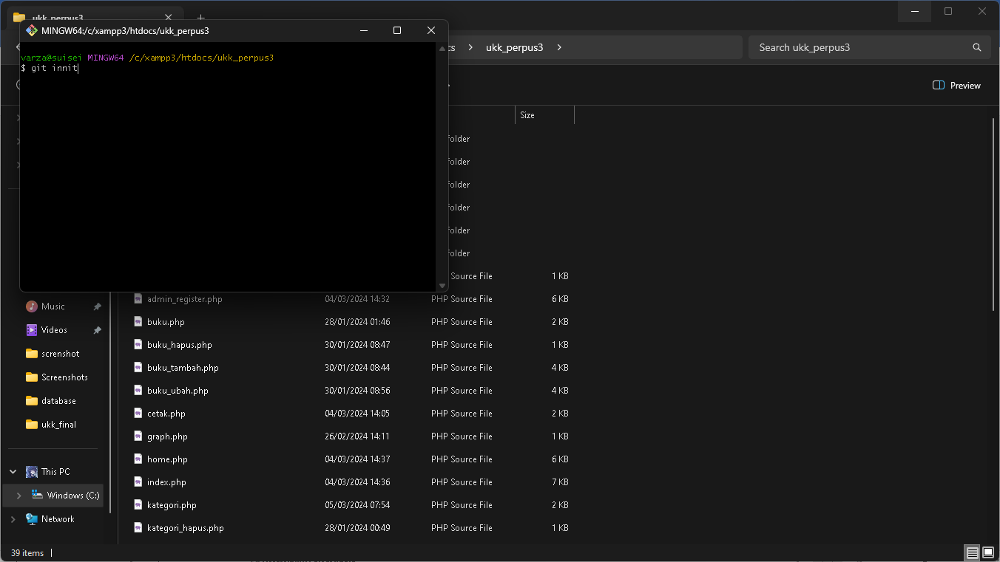 ukk_perpus3
MINGW64:/c/xampp3/htdocs/ukk_perpus3
varza@suisei MINGW64 /c/xampp3/htdocs/ukk_perpus3
$ git innit
cs > ukk_perpus3 >
Search ukk_perpus3
Preview
Size
folder
folder
folder
folder
folder
folder
Source File 1 KB
admin_register.php 04/03/2024 14:32 PHP Source File 6 KB
buku.php 28/01/2024 01:46 PHP Source File 2 KB
buku_hapus.php 30/01/2024 08:47 PHP Source File 1 KB
buku_tambah.php 30/01/2024 08:44 PHP Source File 4 KB
buku_ubah.php 30/01/2024 08:56 PHP Source File 4 KB
cetak.php 04/03/2024 14:05 PHP Source File 2 KB
graph.php 26/02/2024 14:11 PHP Source File 1 KB
home.php 04/03/2024 14:37 PHP Source File 6 KB
index.php 04/03/2024 14:36 PHP Source File 7 KB
kategori.php 05/03/2024 07:54 PHP Source File 2 KB
kategori_hapus.php 28/01/2024 00:49 PHP Source File 1 KB
Music
Videos
screnshot
Screenshots
database
ukk_final
This PC
Windows (C:)
Network
39 items